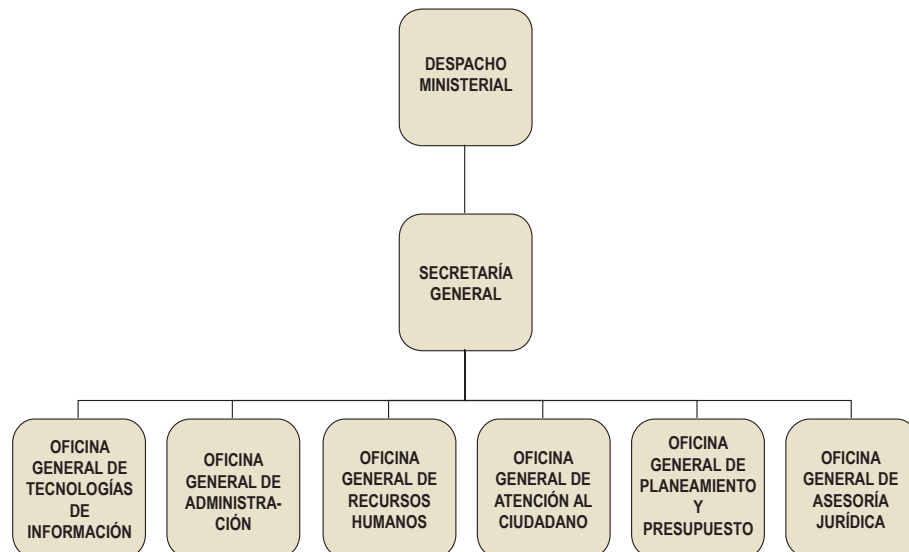 DESPACHO
MINISTERIAL
SECRETARÍA
GENERAL
OFICINA
GENERAL DE
TECNOLOGÍAS
DE
INFORMACIÓN
OFICINA
GENERAL DE
ADMINISTRA-
CIÓN
OFICINA
GENERAL DE
RECURSOS
HUMANOS
OFICINA
GENERAL DE
ATENCIÓN AL
CIUDADANO
OFICINA
GENERAL DE
PLANEAMIENTO
Y
PRESUPUESTO
OFICINA
GENERAL DE
ASESORÍA
JURÍDICA